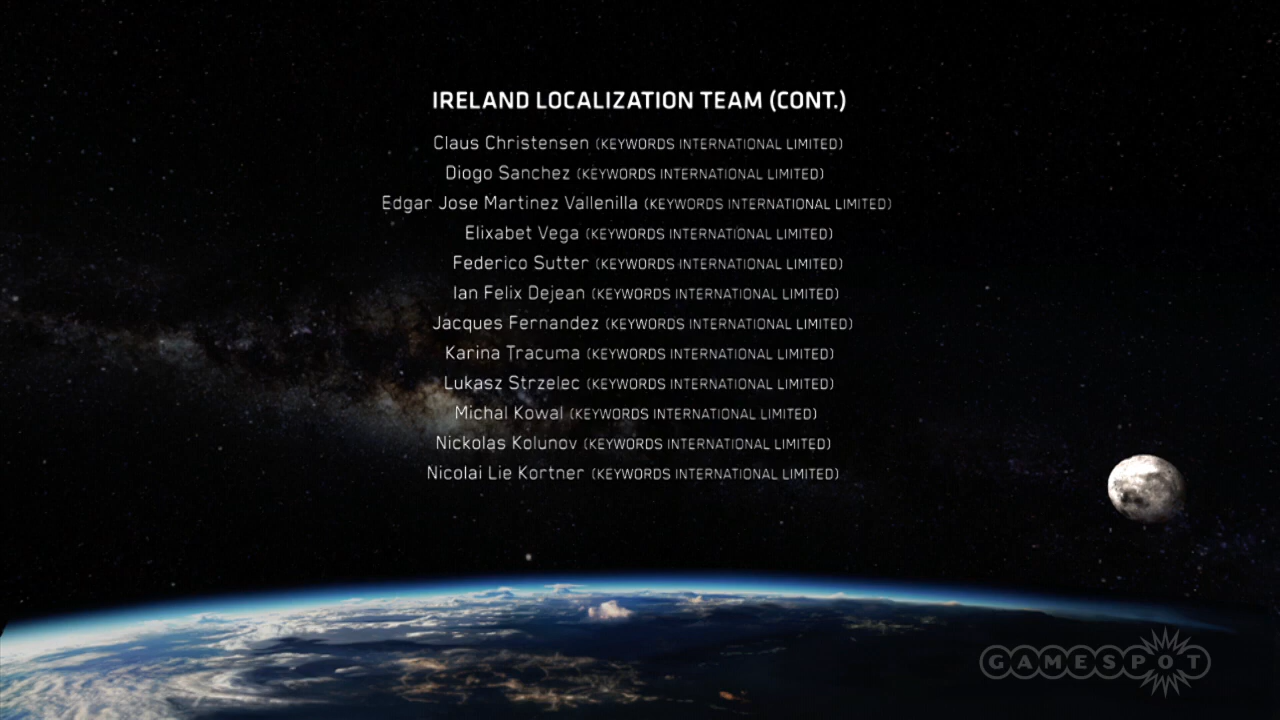 IRELAND LOCALIZATION TEAM (CONT.)
Claus Christensen (KEYWORDS INTERNATIONAL LIMITED)
Diogo Sanchez (KEYWORDS INTERNATIONAL LIMITED)
Edgar Jose Martinez Vallenilla (KEYWORDS INTERNATIONAL LIMITED)
Elixabet Vega (KEYWORDS INTERNATIONAL LIMITED)
Federico Sutter (KEYWORDS INTERNATIONAL LIMITED)
Ian Felix Dejean (KEYWORDS INTERNATIONAL LIMITED)
Jacques Fernandez (KEYWORDS INTERNATIONAL LIMITED)
Karina Tracuma (KEYWORDS INTERNATIONAL LIMITED)
Lukasz Strzelec (KEYWORDS INTERNATIONAL LIMITED)
Michal Kowal (KEYWORDS INTERNATIONAL LIMITED)
Nickolas Kolunov (KEYWORDS INTERNATIONAL LIMITED)
Nicolai Lie Kortner (KEYWORDS INTERNATIONAL LIMITED)
GAMESPOT